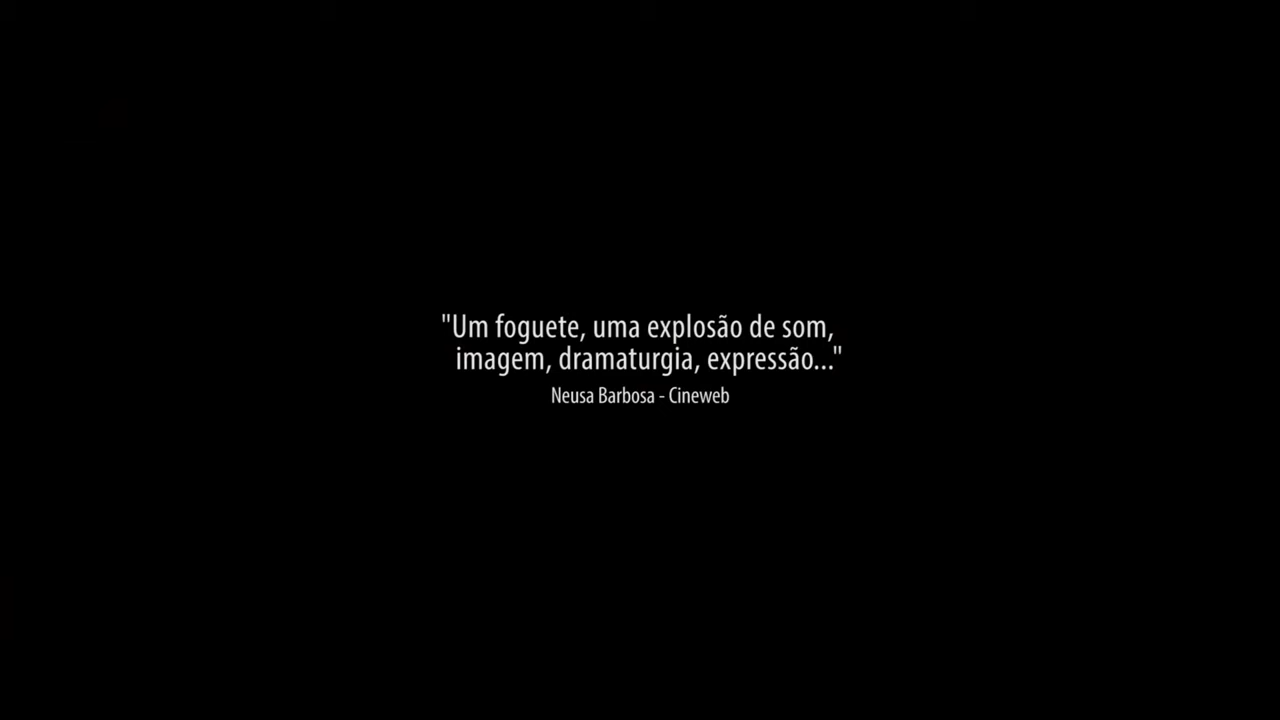 "Um foguete, uma explosão de som,
imagem, dramaturgia, expressão..."
Neusa Barbosa - Cineweb